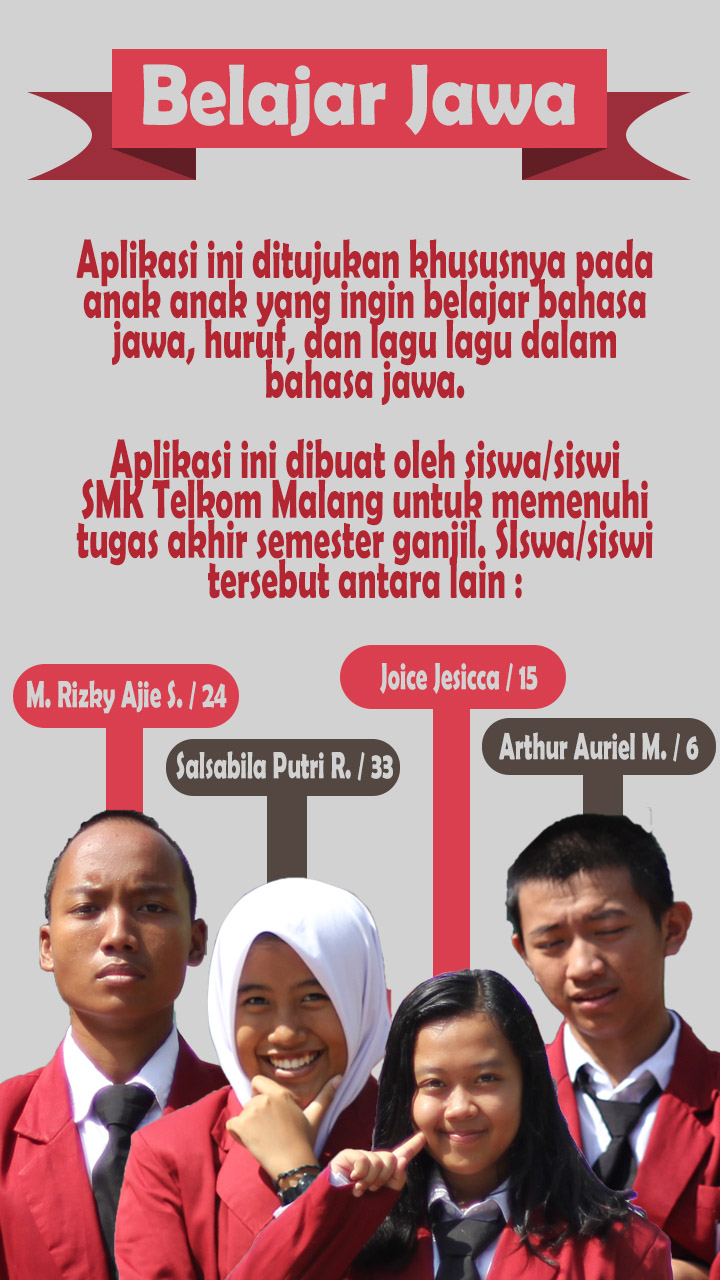 Belajar Jawa
Aplikasi ini ditujukan khususnya pada
anak anak yang ingin belajar bahasa
jawa, huruf, dan lagu lagu dalam
bahasa jawa.
Aplikasi ini dibuat oleh siswa/siswi
SMK Telkom Malang untuk memenuhi
tugas akhir semester ganjil. SIswa/siswi
tersebut antara lain :
M. Rizky Ajie S. / 24
Joice Jesicca / 15
Salsabila Putri R. / 33
Arthur Auriel M. / 6